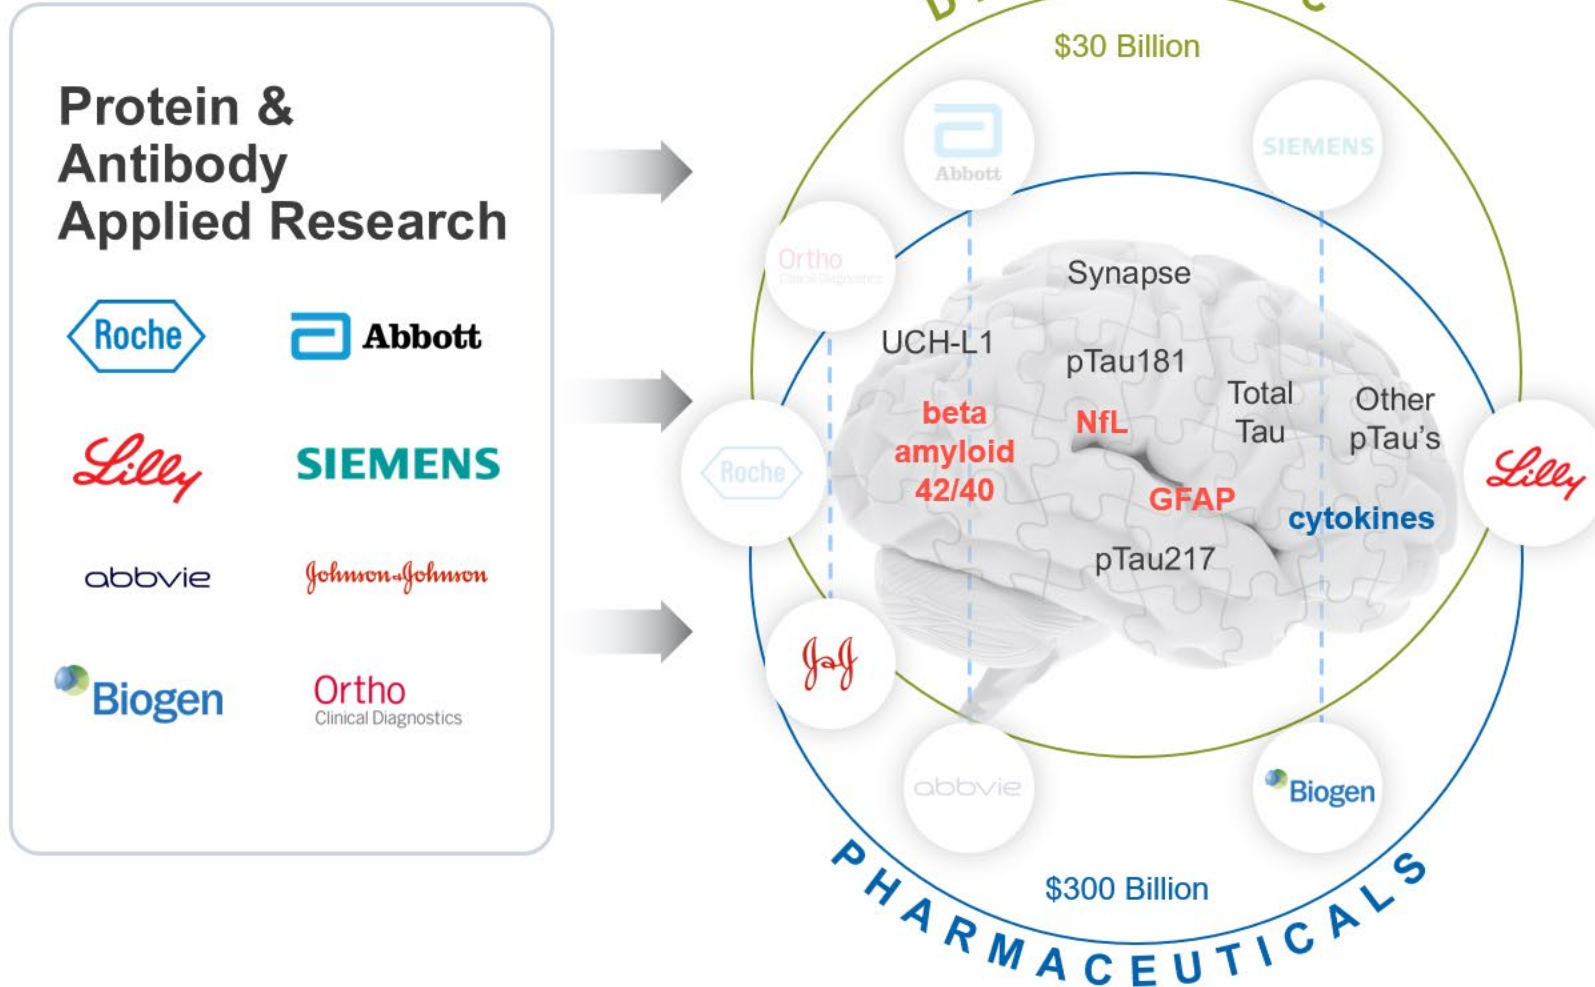 Protein &
Antibody
Applied Research
Roche
Abbott
Lilly
SIEMENS
abbvie
Johnson&Johnson
Biogen
Ortho
Clinical Diagnostics
$30 Billion
Abbott
SIEMENS
Ortho
Clinical Diagnostics
Synapse
UCH-L1
pTau181
beta
amyloid
42/40
NfL
Total
Tau
Other
pTau's
Roche
Lilly
GFAP
cytokines
pTau217
J&J
abbvie
Biogen
$300 Billion
PHARMACEUTICALS